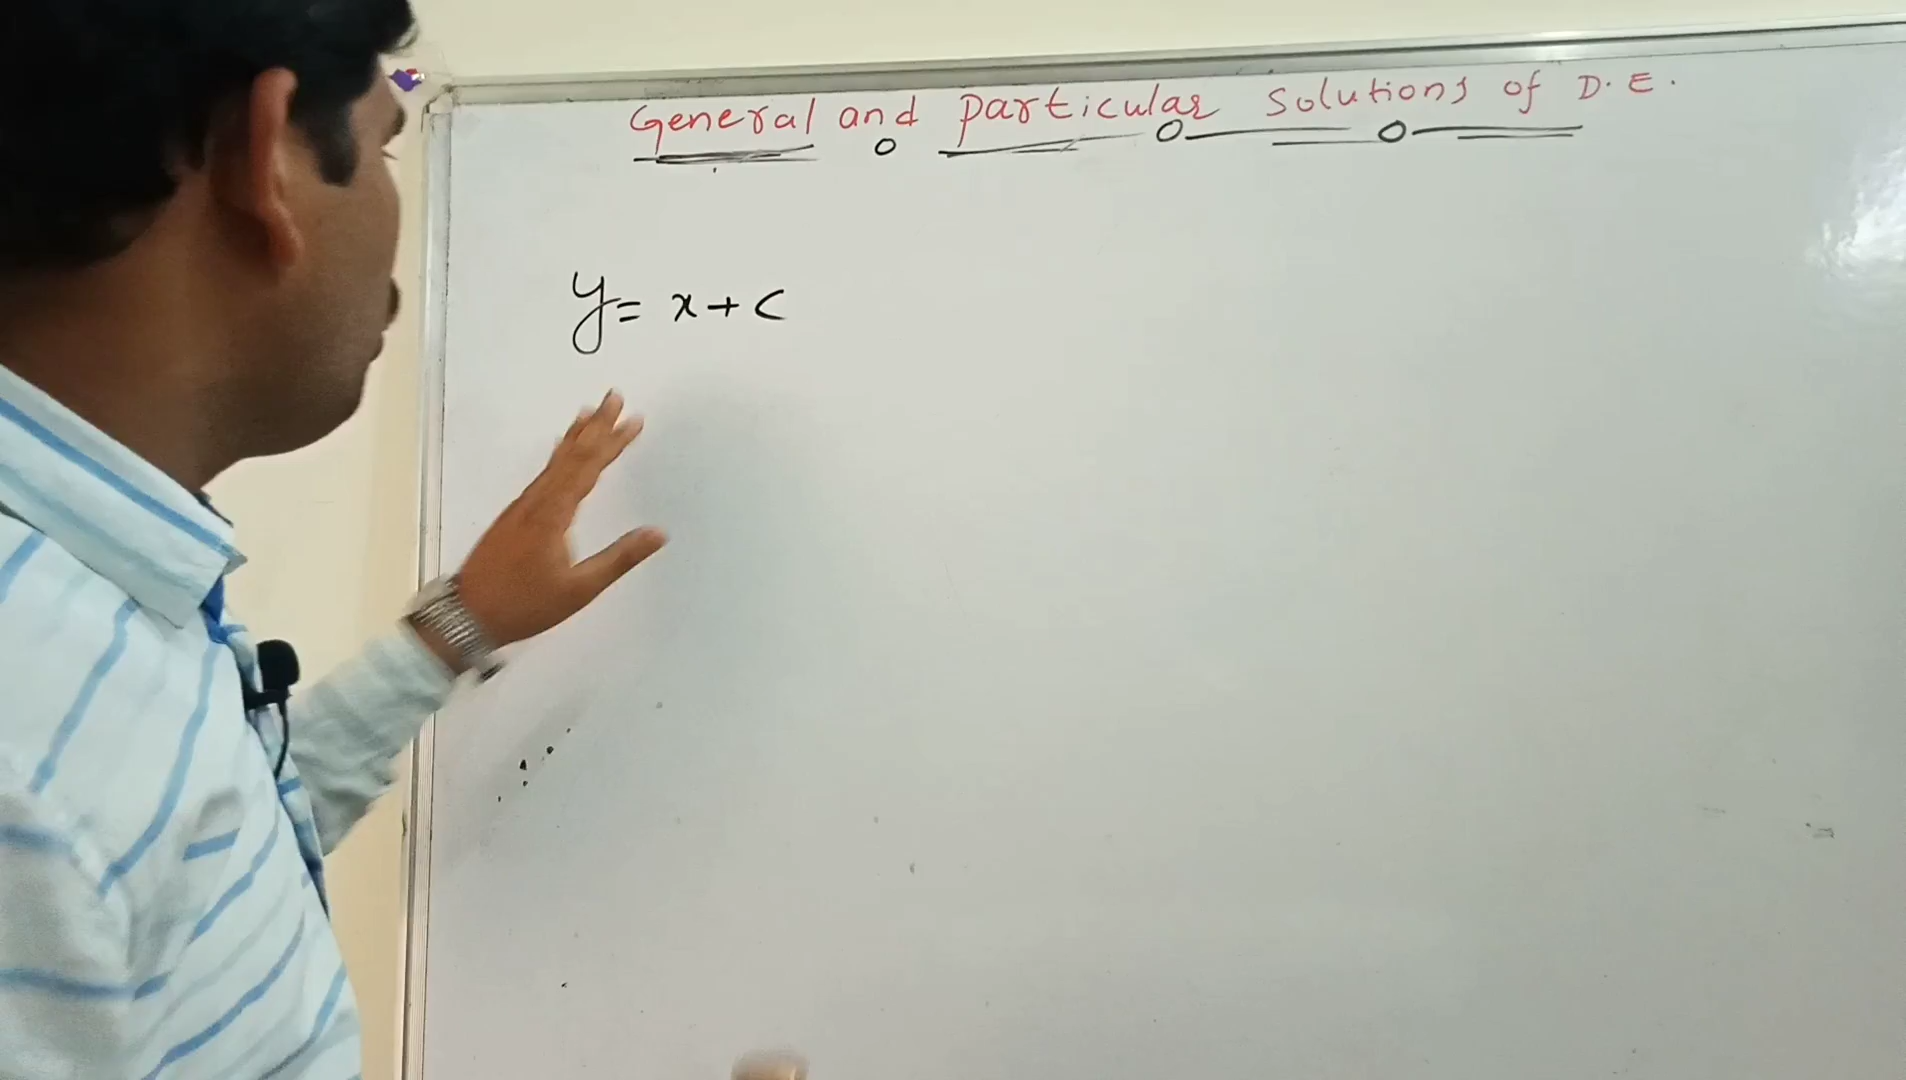 General and particular solutions of D.E.
y = x + c